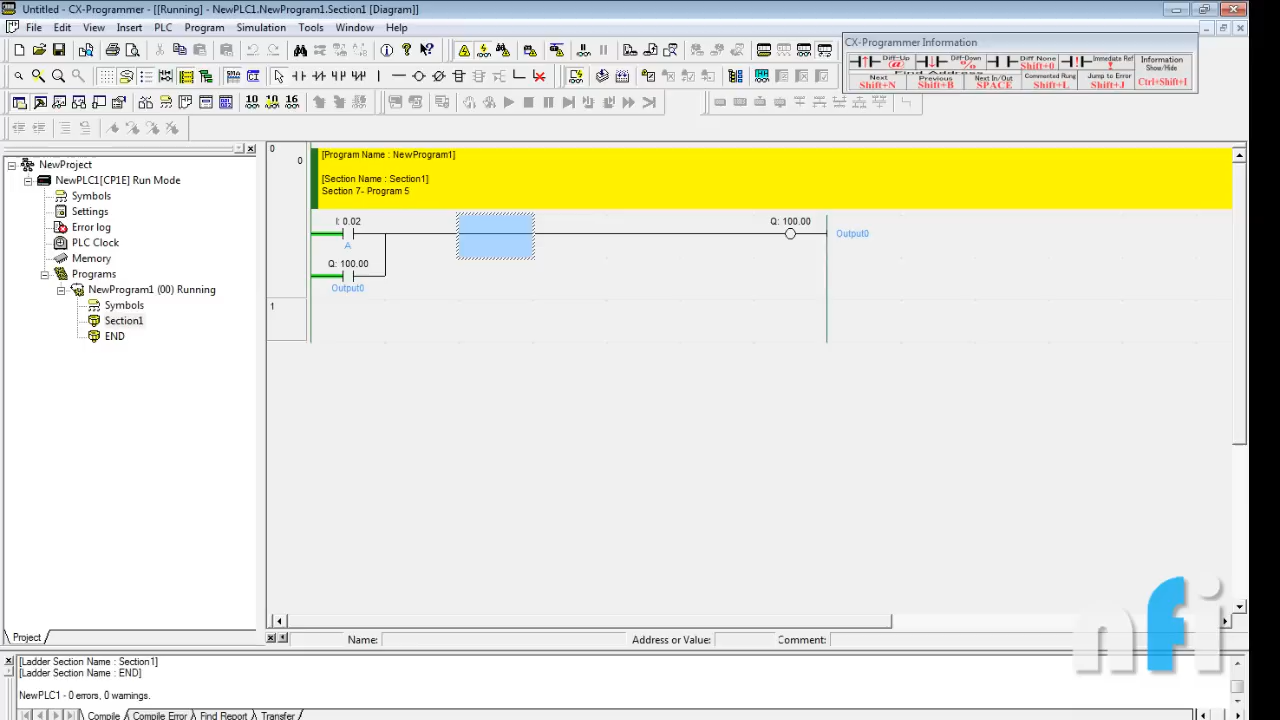 Untitled - CX-Programmer - [[Running] - NewPLC1.NewProgram1.Section1 [Diagram]]
File Edit View Insert PLC Program Simulation Tools Window Help
CX-Programmer Information
Diff-Up @ Diff-Down % Diff None Shift+0 Immediate Ref ! Information Show/Hide
Find Address
Next Previous Next In/Out Commented Rung Jump to Error
Shift+N Shift+B SPACE Shift+L Shift+J Ctrl+Shift+I
10 10 16
NewProject
NewPLC1[CP1E] Run Mode
Symbols
Settings
Error log
PLC Clock
Memory
Programs
NewProgram1 (00) Running
Symbols
Section1
END
Project
0
0
[Program Name : NewProgram1]
[Section Name : Section1]
Section 7- Program 5
I: 0.02
A
Q: 100.00
Output0
Q: 100.00
Output0
1
Name: Address or Value: Comment:
[Ladder Section Name : Section1]
[Ladder Section Name : END]
NewPLC1 - 0 errors, 0 warnings.
Compile Compile Error Find Report Transfer
nfi